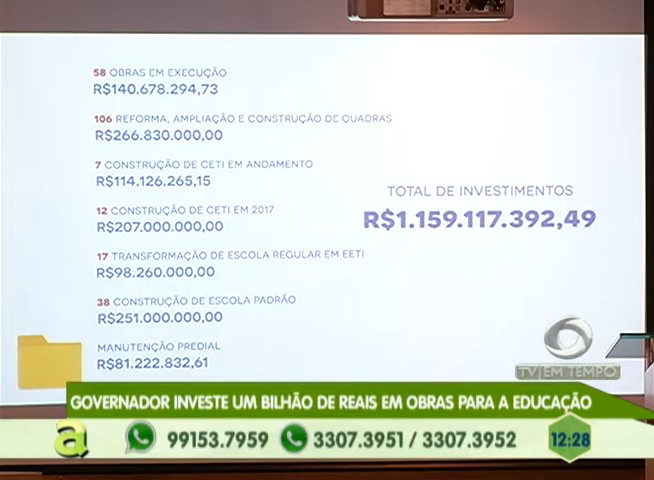 58 OBRAS EM EXECUÇÃO
R$140.678.294,73
106 REFORMA, AMPLIAÇÃO E CONSTRUÇÃO DE QUADRAS
R$266.830.000,00
7 CONSTRUÇÃO DE CETI EM ANDAMENTO
R$114.126.265,15
12 CONSTRUÇÃO DE CETI EM 2017
R$207.000.000,00
17 TRANSFORMAÇÃO DE ESCOLA REGULAR EM EETI
R$98.260.000,00
38 CONSTRUÇÃO DE ESCOLA PADRÃO
R$251.000.000,00
MANUTENÇÃO PREDIAL
R$81.222.832,61
TOTAL DE INVESTIMENTOS
R$1.159.117.392,49
TV EM TEMPO
GOVERNADOR INVESTE UM BILHÃO DE REAIS EM OBRAS PARA A EDUCAÇÃO
a 99153.7959 3307.3951 / 3307.3952 12:28